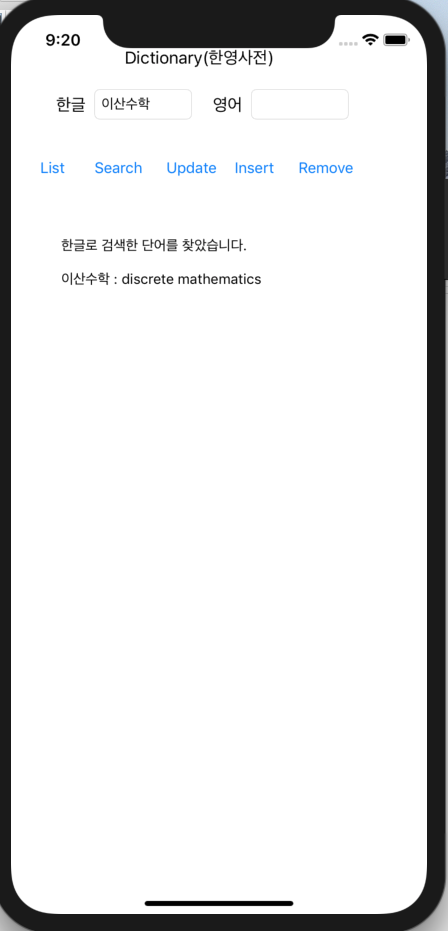 9:20
Dictionary(한영사전)
한글 이산수학 영어
List Search Update Insert Remove
한글로 검색한 단어를 찾았습니다.
이산수학 : discrete mathematics